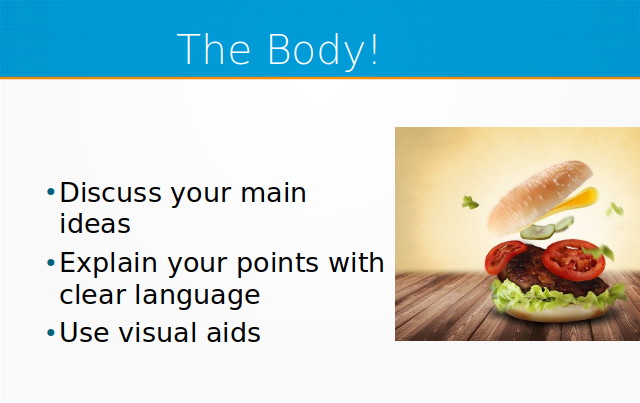 The Body!
•Discuss your main
ideas
•Explain your points with
clear language
•Use visual aids